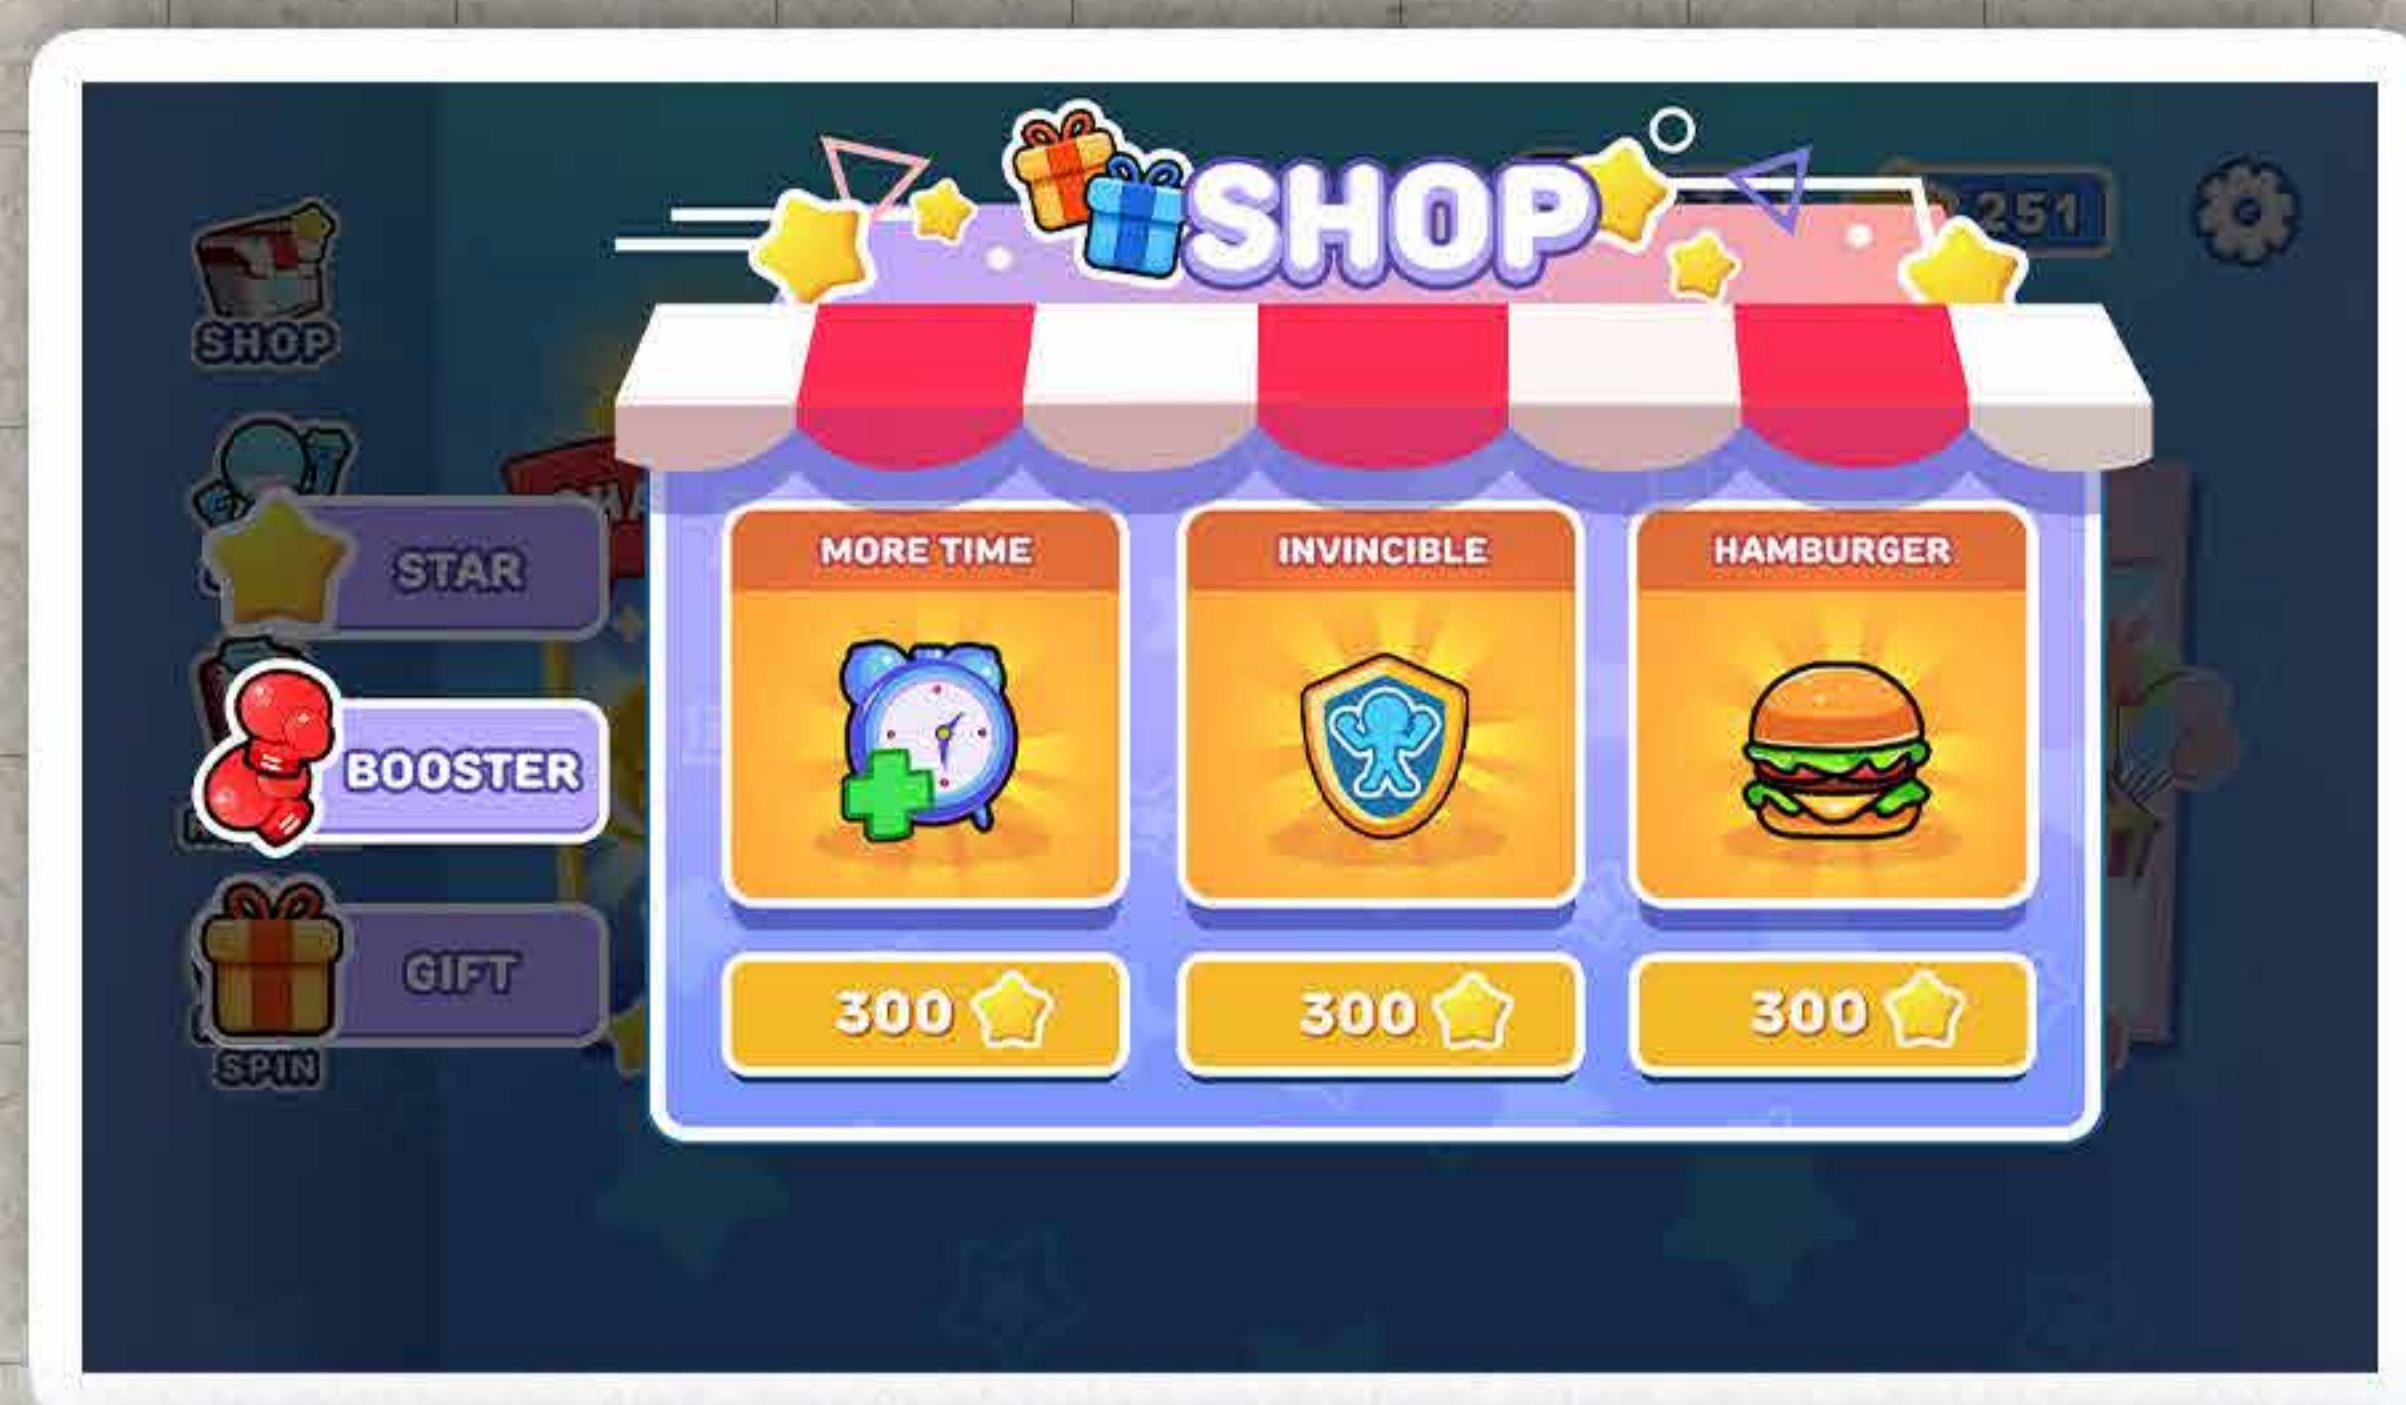 SHOP
251
SHOP
STAR
BOOSTER
GIFT
SPIN
MORE TIME
INVINCIBLE
HAMBURGER
300
300
300